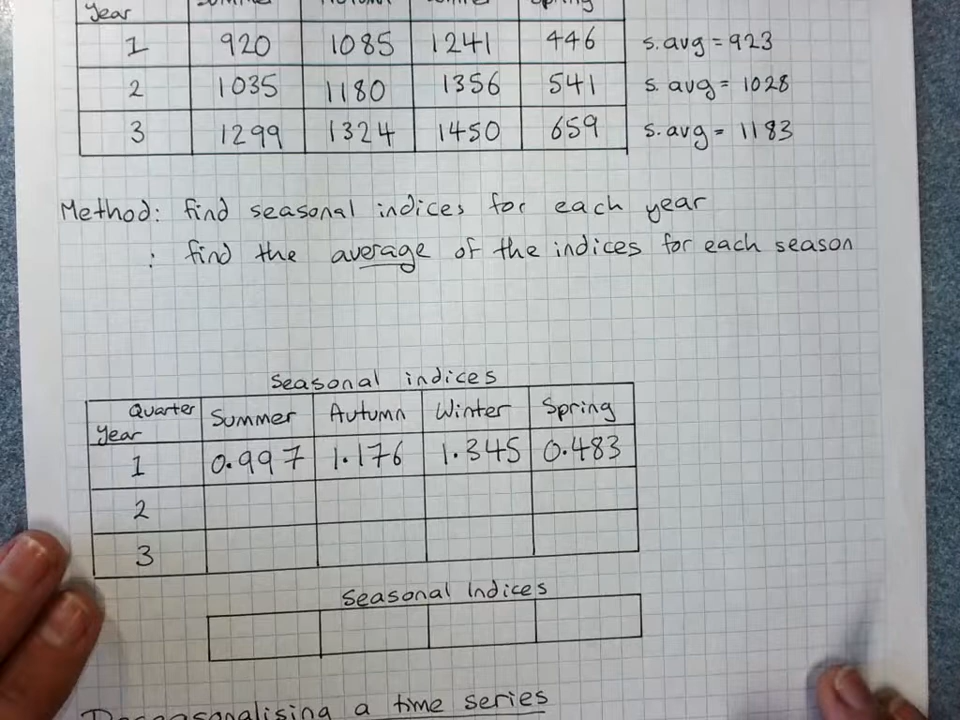 Year
1 920 1085 1241 446 s.avg = 923
2 1035 1180 1356 541 s. avg = 1028
3 1299 1324 1450 659 s.avg = 1183
Method: find seasonal indices for each year
: find the average of the indices for each season
Seasonal indices
Quarter Summer Autumn Winter Spring
Year
1 0.997 1.176 1.345 0.483
2
3
Seasonal Indices
a time series